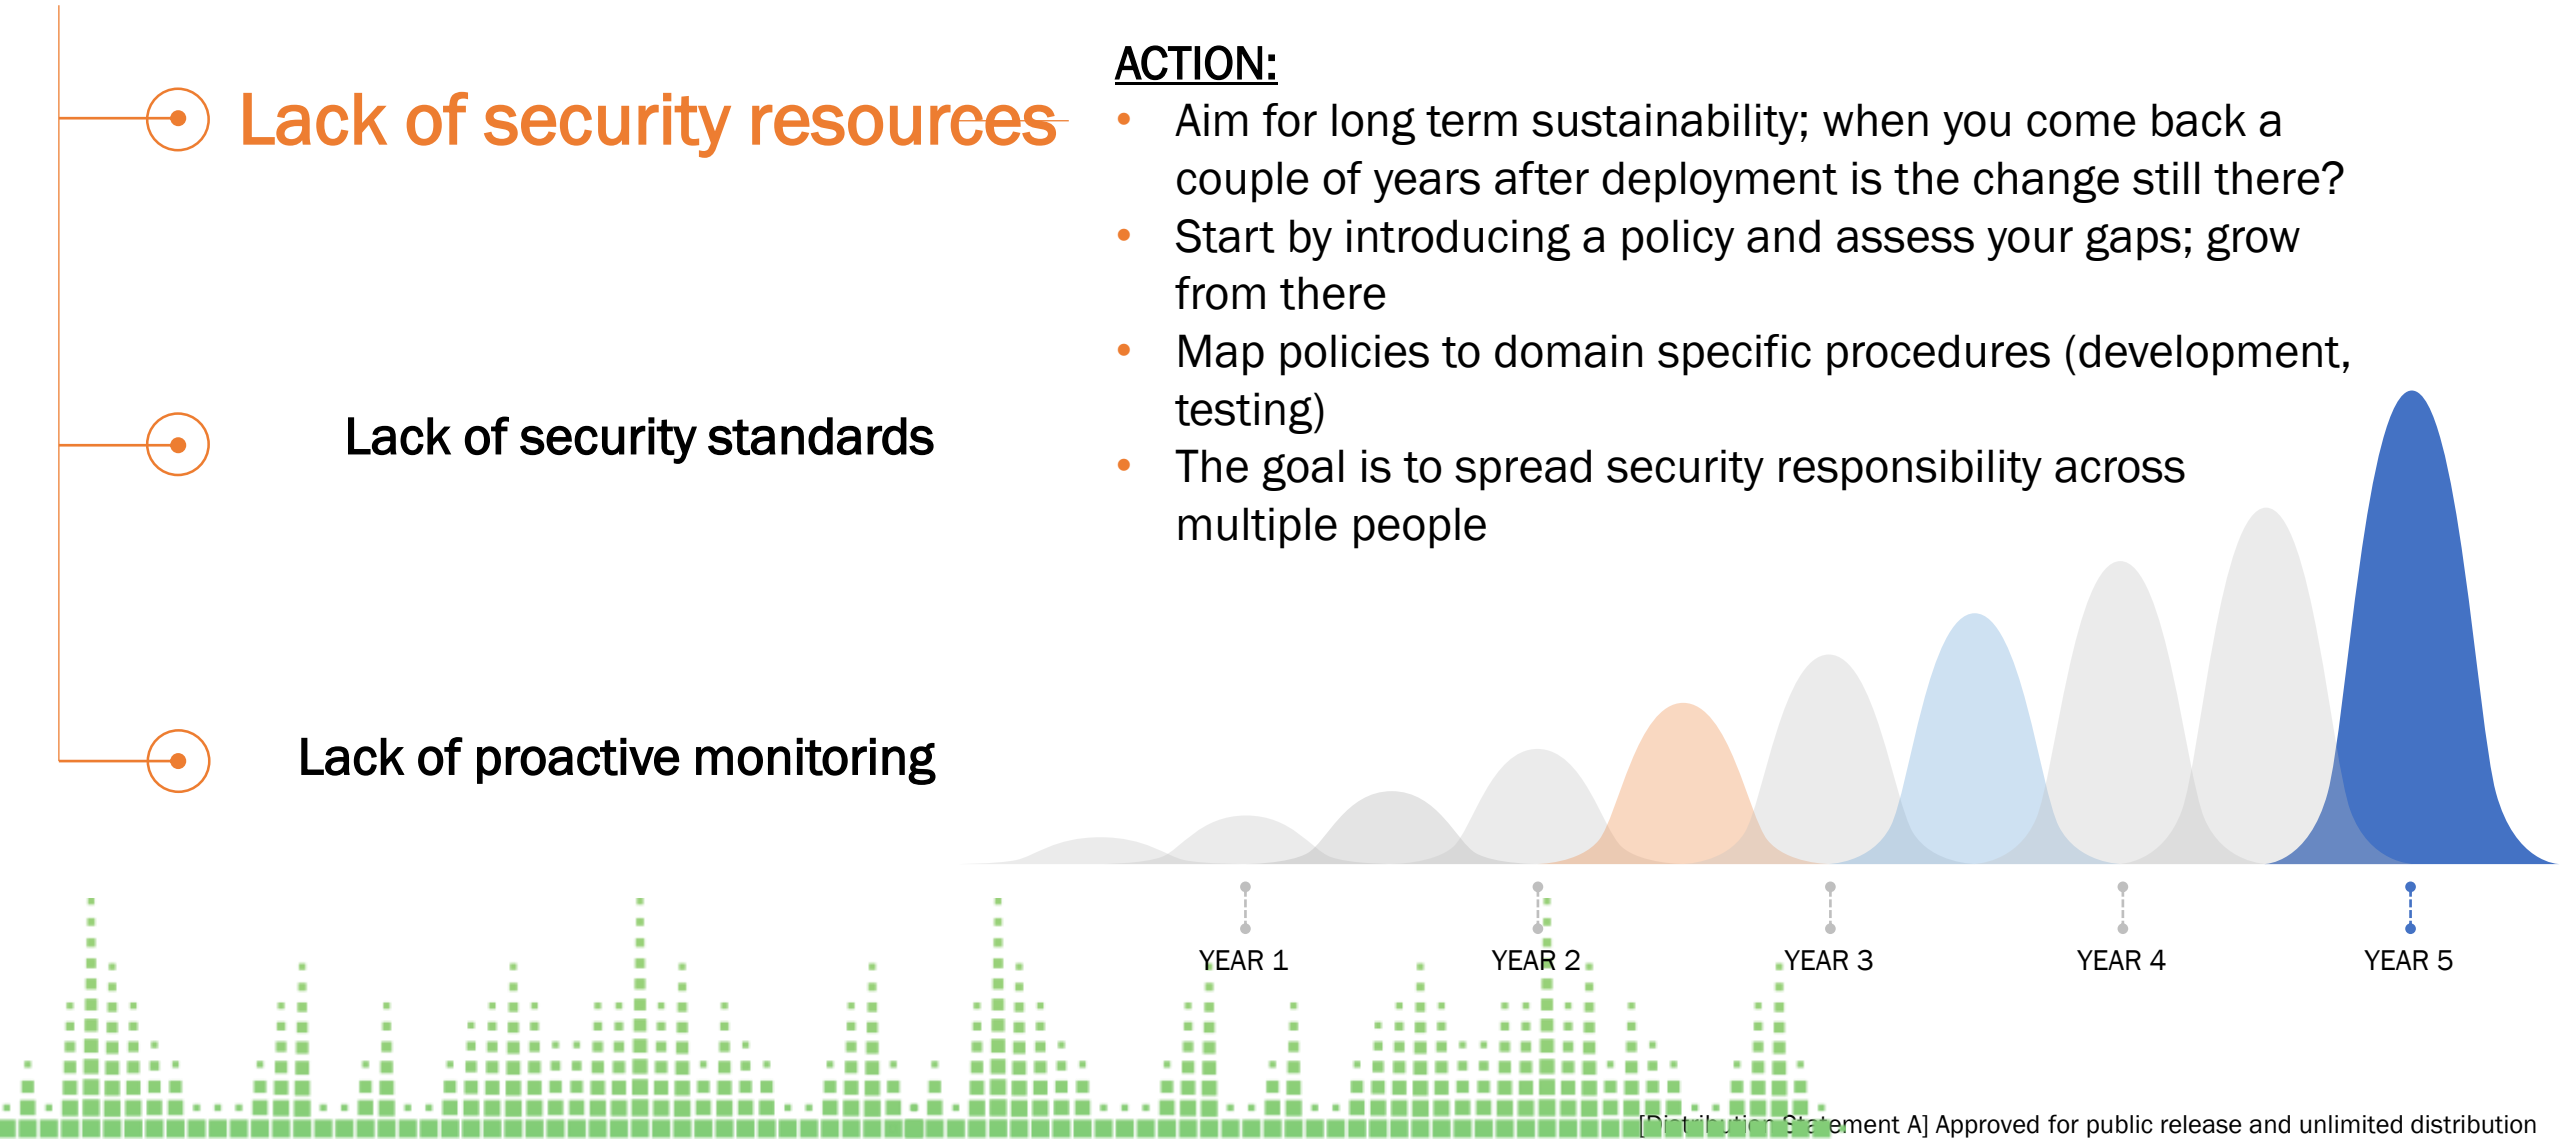 Lack of security resources
Lack of security standards
Lack of proactive monitoring
ACTION:
• Aim for long term sustainability; when you come back a
couple of years after deployment is the change still there?
• Start by introducing a policy and assess your gaps; grow
from there
• Map policies to domain specific procedures (development,
testing)
• The goal is to spread security responsibility across
multiple people
YEAR 1
YEAR 2
YEAR 3
YEAR 4
YEAR 5
[Distribution Statement A] Approved for public release and unlimited distribution